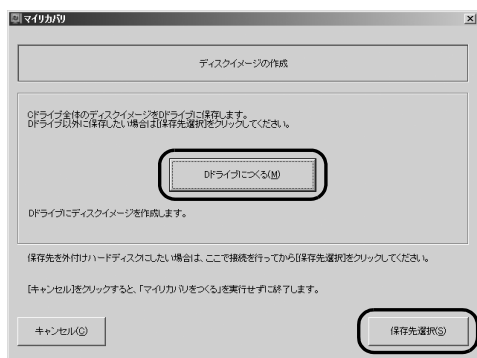 マイリカバリ
ディスクイメージの作成
Cドライブ全体のディスクイメージをDドライブに保存します。
Dドライブ以外に保存したい場合は[保存先選択]をクリックしてください。
Dドライブにつくる(M)
Dドライブにディスクイメージを作成します。
保存先を外付けハードディスクにしたい場合は、ここで接続を行ってから[保存先選択]をクリックしてください。
[キャンセル]をクリックすると、「マイリカバリをつくる」を実行せずに終了します。
キャンセル(C)
保存先選択(S)